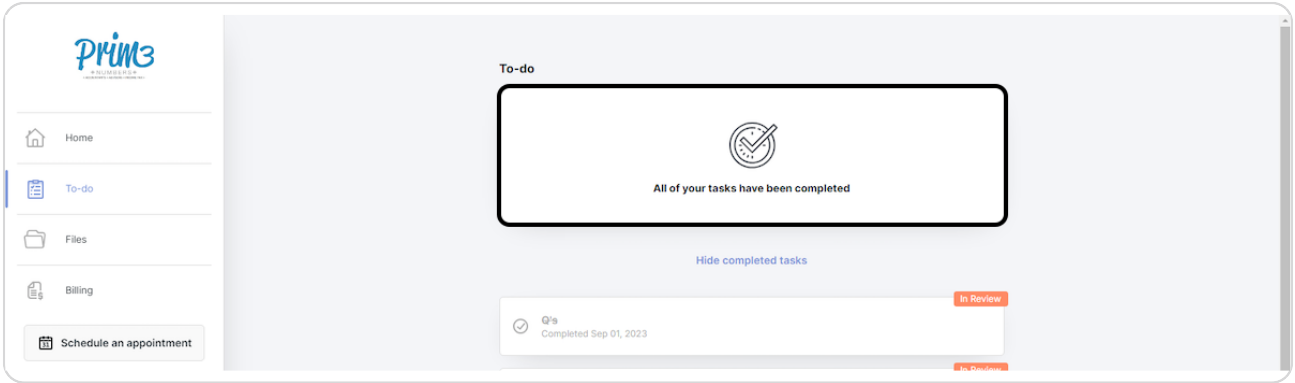 Prim3
NUMBERS
Home
To-do
Files
Billing
31
Schedule an appointment
To-do
All of your tasks have been completed
Hide completed tasks
In Review
Q's
Completed Sep 01, 2023
In Review